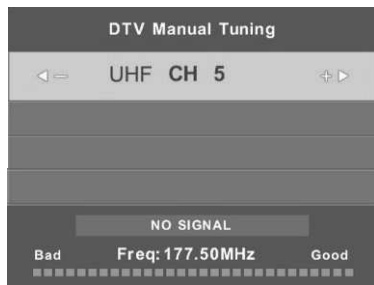 DTV Manual Tuning
UHF CH 5
NO SIGNAL
Bad Freq:177.50MHz Good